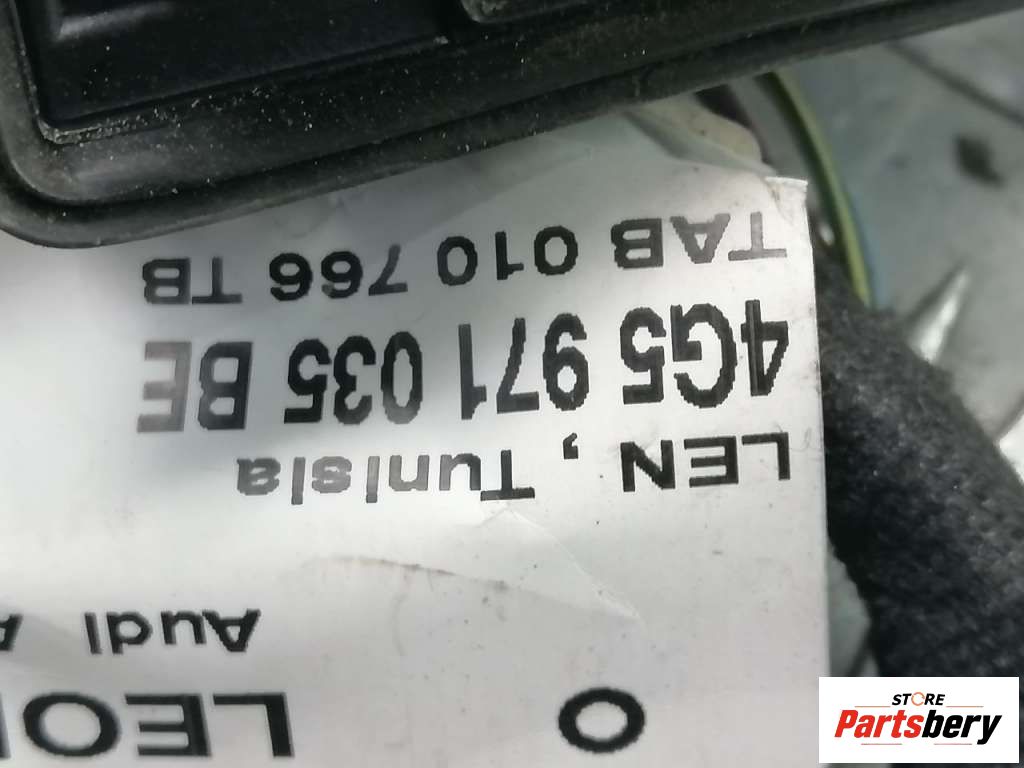 O LEO
Audi
LEN , Tunisia
4G5 971 035 BE
TAB 010 766 TB
STORE
Partsbery